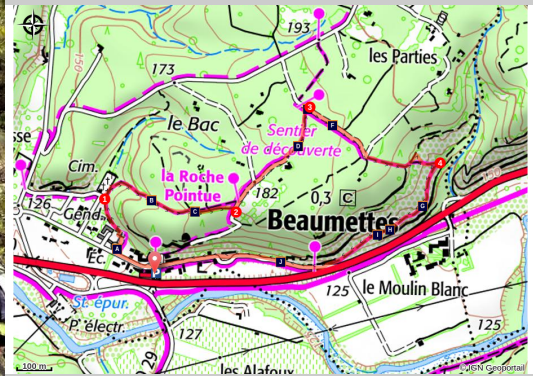 193
les Parties
150
173
le Bac
3
F
Sentier
de découverte
D
sse
Cim.
la Roche
Pointue
4
182
0,3 C
126
1
B
C
2
Gend.
Beaumettes
G
H
I
A
Éc.
J
125
le Moulin Blanc
St. épur.
P. électr.
127
125
29
les Alafoux
100 m
© IGN Geoportail